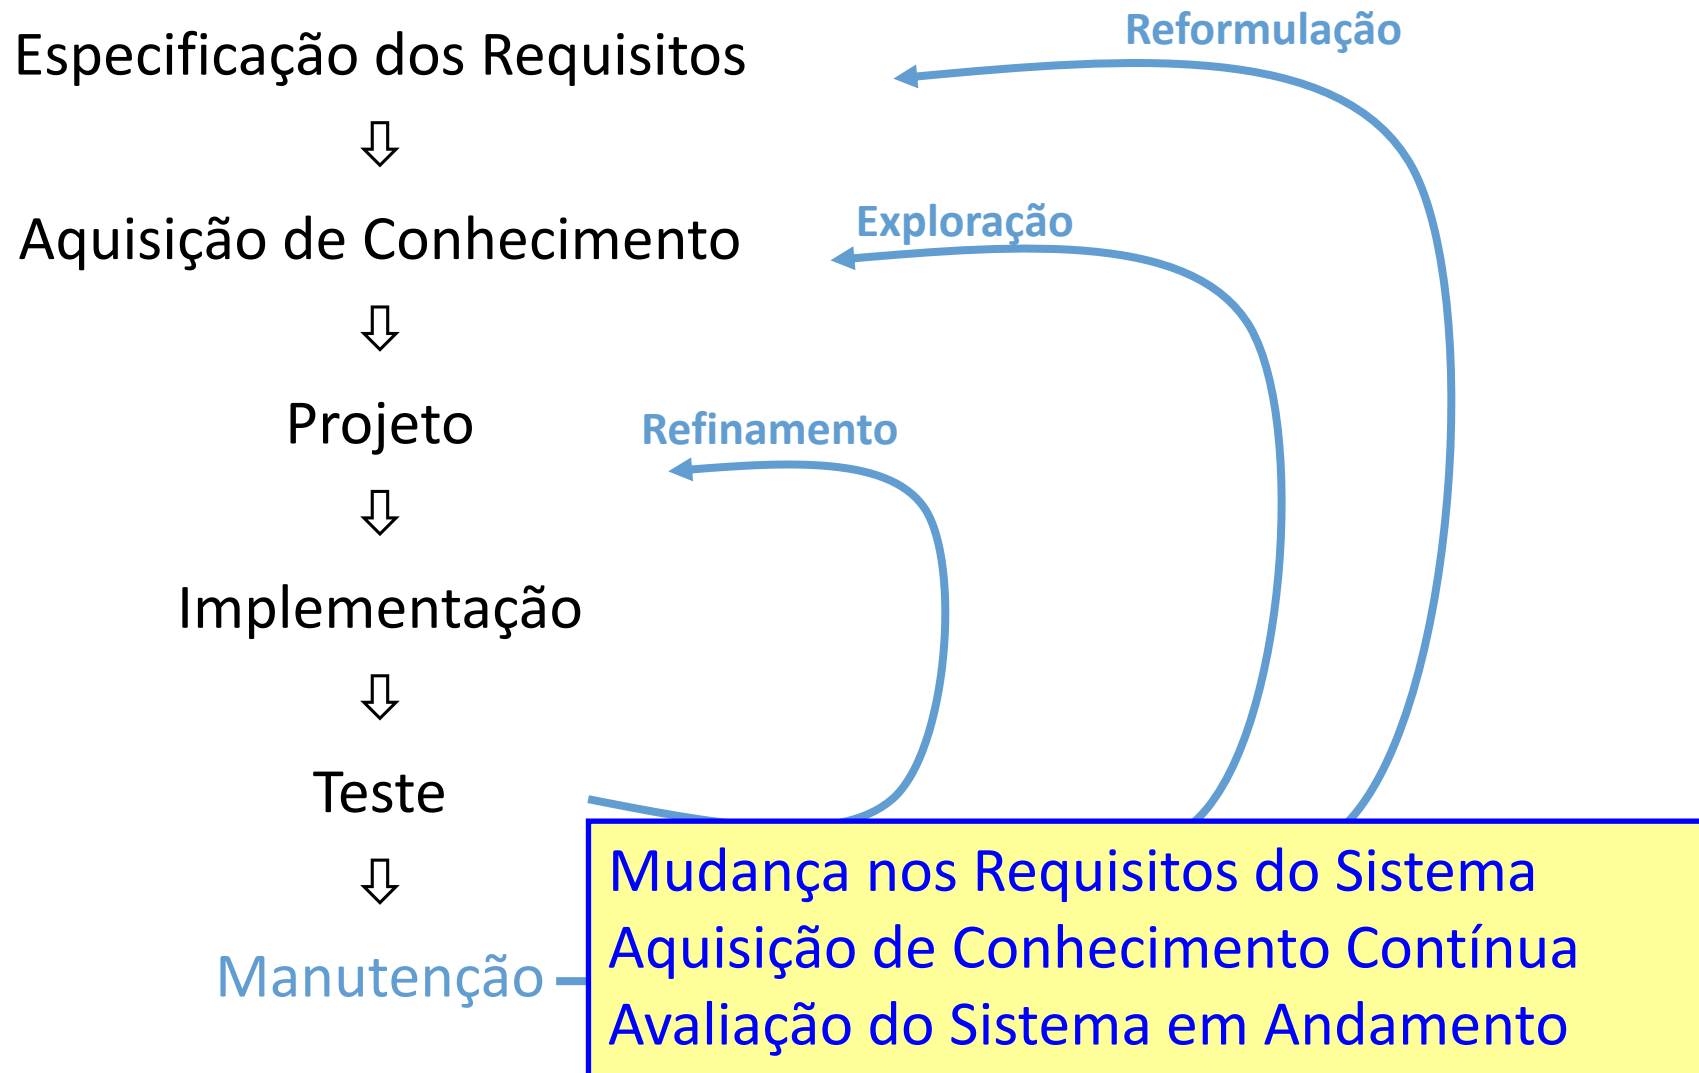 Especificação dos Requisitos
Reformulação
Aquisição de Conhecimento
Exploração
Projeto
Refinamento
Implementação
Teste
Manutenção
Mudança nos Requisitos do Sistema
Aquisição de Conhecimento Contínua
Avaliação do Sistema em Andamento